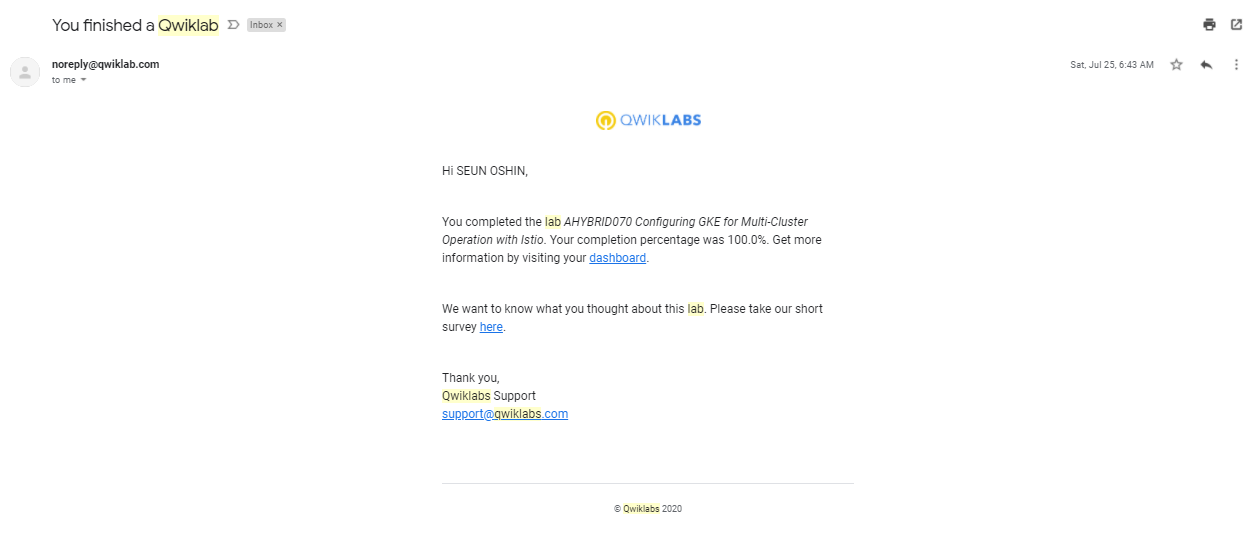 You finished a Qwiklab
Inbox ×
noreply@qwiklab.com
Sat, Jul 25, 6:43 AM
to me
QWIKLABS
Hi SEUN OSHIN,
You completed the lab AHYBRID070 Configuring GKE for Multi-Cluster
Operation with Istio. Your completion percentage was 100.0%. Get more
information by visiting your dashboard.
We want to know what you thought about this lab. Please take our short
survey here.
Thank you,
Qwiklabs Support
support@qwiklabs.com
© Qwiklabs 2020